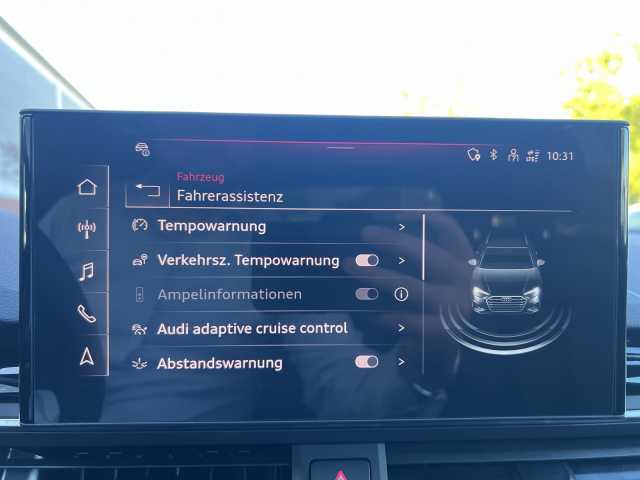 10:31
Fahrzeug
Fahrerassistenz
Tempowarnung
Verkehrsz. Tempowarnung
Ampelinformationen
Audi adaptive cruise control
Abstandswarnung